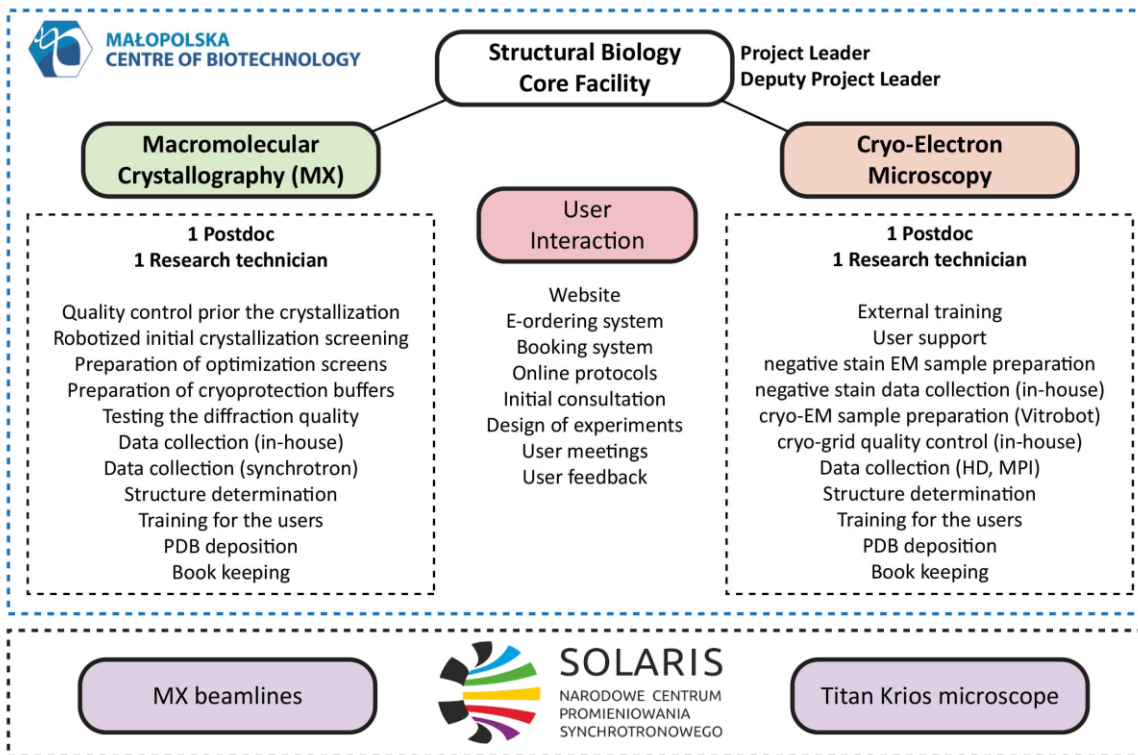 MAŁOPOLSKA
CENTRE OF BIOTECHNOLOGY
Structural Biology
Core Facility
Project Leader
Deputy Project Leader
Macromolecular
Crystallography (MX)
Cryo-Electron
Microscopy
User
Interaction
1 Postdoc
1 Research technician
Quality control prior the crystallization
Robotized initial crystallization screening
Preparation of optimization screens
Preparation of cryoprotection buffers
Testing the diffraction quality
Data collection (in-house)
Data collection (synchrotron)
Structure determination
Training for the users
PDB deposition
Book keeping
Website
E-ordering system
Booking system
Online protocols
Initial consultation
Design of experiments
User meetings
User feedback
1 Postdoc
1 Research technician
External training
User support
negative stain EM sample preparation
negative stain data collection (in-house)
cryo-EM sample preparation (Vitrobot)
cryo-grid quality control (in-house)
Data collection (HD, MPI)
Structure determination
Training for the users
PDB deposition
Book keeping
MX beamlines
SOLARIS
NARODOWE CENTRUM
PROMIENIOWANIA
SYNCHROTRONOWEGO
Titan Krios microscope